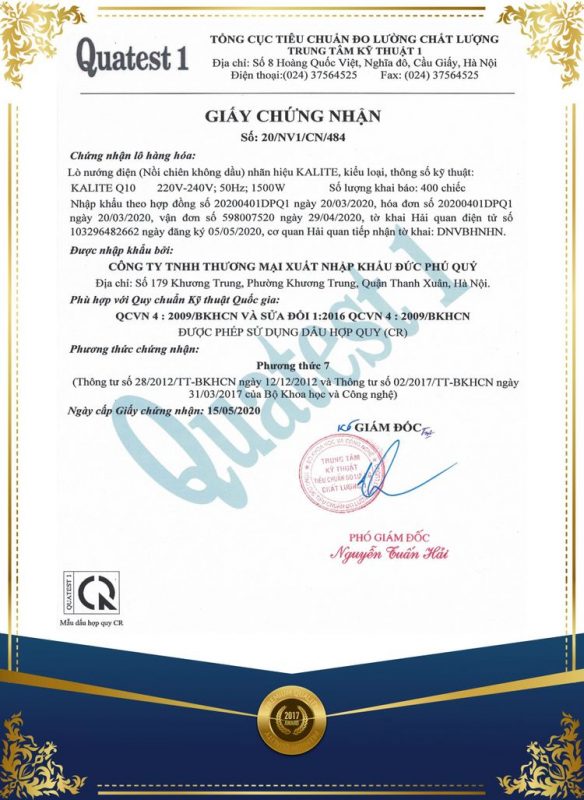 Quatest 1
TỔNG CỤC TIÊU CHUẨN ĐO LƯỜNG CHẤT LƯỢNG
TRUNG TÂM KỸ THUẬT 1
Địa chỉ: Số 8 Hoàng Quốc Việt, Nghĩa đô, Cầu Giấy, Hà Nội
Điện thoại:(024) 37564525 Fax: (024) 37564525
GIẤY CHỨNG NHẬN
Số: 20/NV1/CN/484
Chứng nhận lô hàng hóa:
Lò nướng điện (Nồi chiên không dầu) nhãn hiệu KALITE, kiểu loại, thông số kỹ thuật:
KALITE Q10 220V-240V; 50Hz; 1500W Số lượng khai báo: 400 chiếc
Nhập khẩu theo hợp đồng số 20200401DPQ1 ngày 20/03/2020, hóa đơn số 20200401DPQ1
ngày 20/03/2020, vận đơn số 598007520 ngày 29/04/2020, tờ khai Hải quan điện tử số
103296482662 ngày đăng ký 05/05/2020, cơ quan Hải quan tiếp nhận tờ khai: DNVBHNHN.
Được nhập khẩu bởi:
CÔNG TY TNHH THƯƠNG MẠI XUẤT NHẬP KHẨU ĐỨC PHÚ QUÝ
Địa chỉ: Số 179 Khương Trung, Phường Khương Trung, Quận Thanh Xuân, Hà Nội.
Phù hợp với Quy chuẩn Kỹ thuật Quốc gia:
QCVN 4 : 2009/BKHCN VÀ SỬA ĐỔI 1:2016 QCVN 4 : 2009/BKHCN
ĐƯỢC PHÉP SỬ DỤNG DẤU HỢP QUY (CR)
Phương thức chứng nhận:
Phương thức 7
(Thông tư số 28/2012/TT-BKHCN ngày 12/12/2012 và Thông tư số 02/2017/TT-BKHCN ngày
31/03/2017 của Bộ Khoa học và Công nghệ)
Ngày cấp Giấy chứng nhận: 15/05/2020
Quatest 1
GIÁM ĐỐC
TRUNG TÂM
KỸ THUẬT
TIÊU CHUẨN ĐO LƯỜNG
CHẤT LƯỢNG
PHÓ GIÁM ĐỐC
Nguyễn Tuấn Hải
QUATEST 1
CR
Mẫu dấu hợp quy CR
2017
AWARD